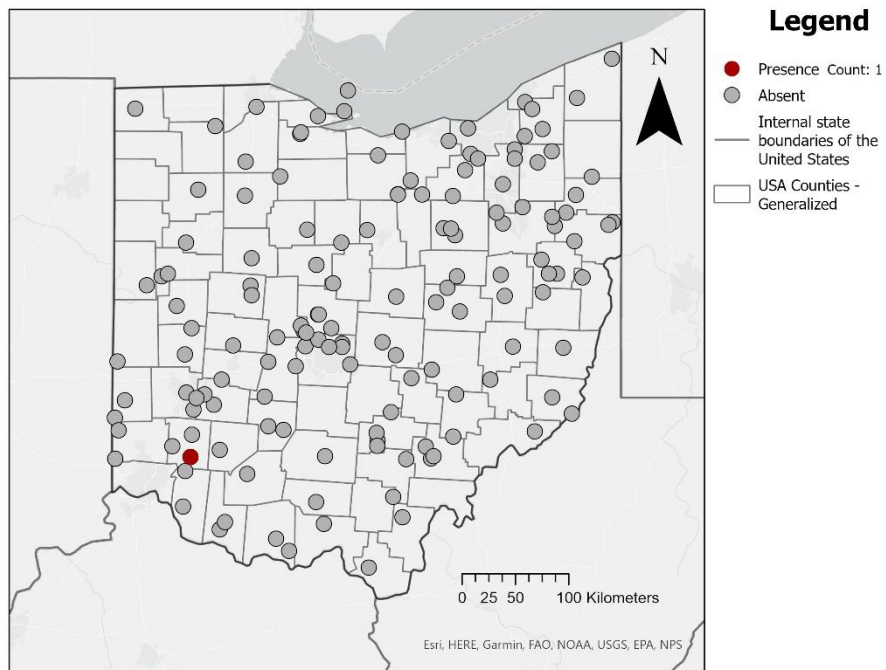 Legend
N
Presence Count: 1
Absent
Internal state
boundaries of the
United States
USA Counties -
Generalized
0 25 50 100 Kilometers
Esri, HERE, Garmin, FAO, NOAA, USGS, EPA, NPS